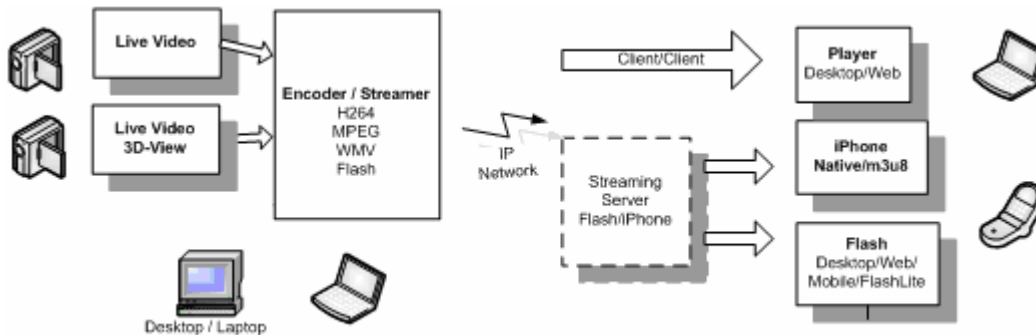 Live Video
Live Video
3D-View
Encoder / Streamer
H264
MPEG
WMV
Flash
Desktop / Laptop
IP
Network
Client/Client
Streaming
Server
Flash/iPhone
Player
Desktop/Web
iPhone
Native/m3u8
Flash
Desktop/Web/
Mobile/FlashLite